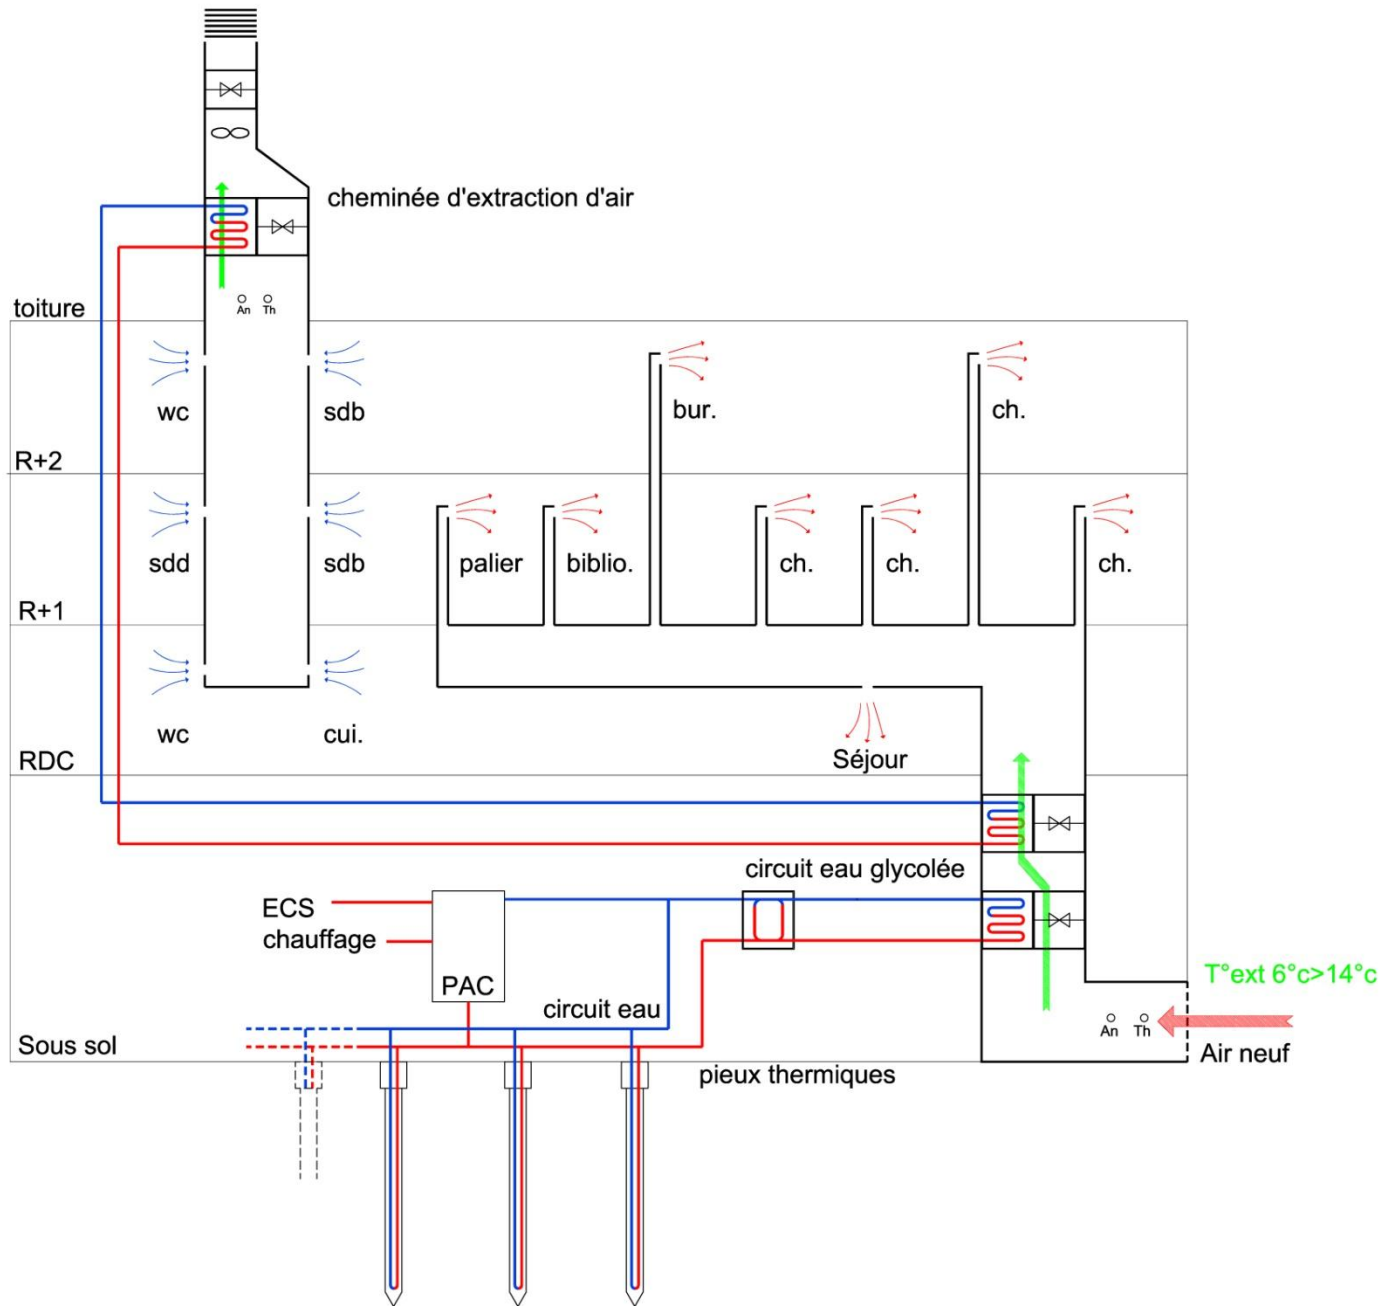 cheminée d'extraction d'air
An Th
toiture
wc sdb bur. ch.
R+2
sdd sdb palier biblio. ch. ch. ch.
R+1
wc cui. Séjour
RDC
circuit eau glycolée
ECS
chauffage
PAC
circuit eau
T°ext 6°c>14°c
An Th
Air neuf
Sous sol
pieux thermiques